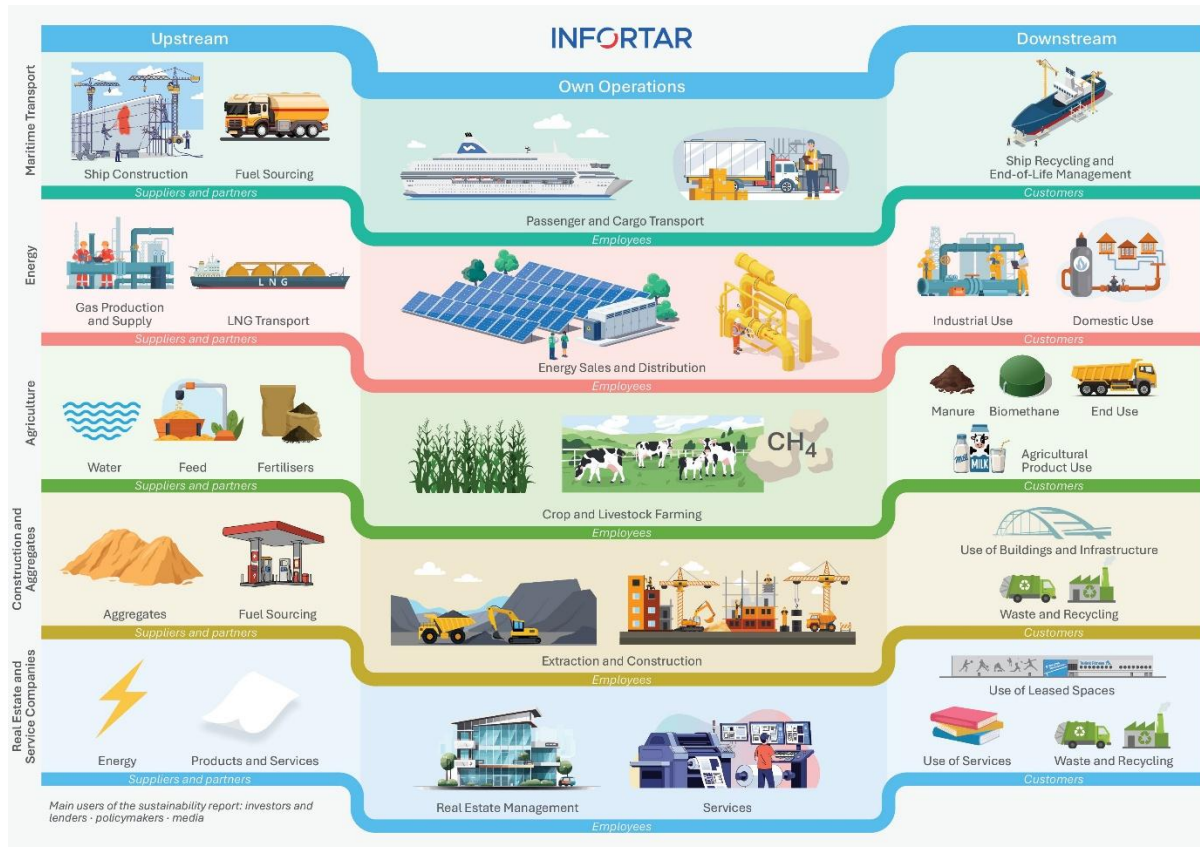 Upstream
INFORTAR
Downstream
Own Operations
Maritime Transport
Ship Construction
Fuel Sourcing
Suppliers and partners
Passenger and Cargo Transport
Employees
Ship Recycling and
End-of-Life Management
Customers
Energy
Gas Production
and Supply
LNG
LNG Transport
Suppliers and partners
Energy Sales and Distribution
Employees
Industrial Use
Domestic Use
Customers
Agriculture
Water
Feed
Fertilisers
Suppliers and partners
CH4
Crop and Livestock Farming
Employees
Manure
Biomethane
End Use
MILK
Agricultural
Product Use
Customers
Construction and
Aggregates
Aggregates
Fuel Sourcing
Suppliers and partners
Extraction and Construction
Employees
Use of Buildings and Infrastructure
Waste and Recycling
Customers
Real Estate and
Service Companies
Energy
Products and Services
Suppliers and partners
Real Estate Management
Services
Employees
Use of Leased Spaces
Use of Services
Waste and Recycling
Customers
Main users of the sustainability report: investors and
lenders · policymakers · media